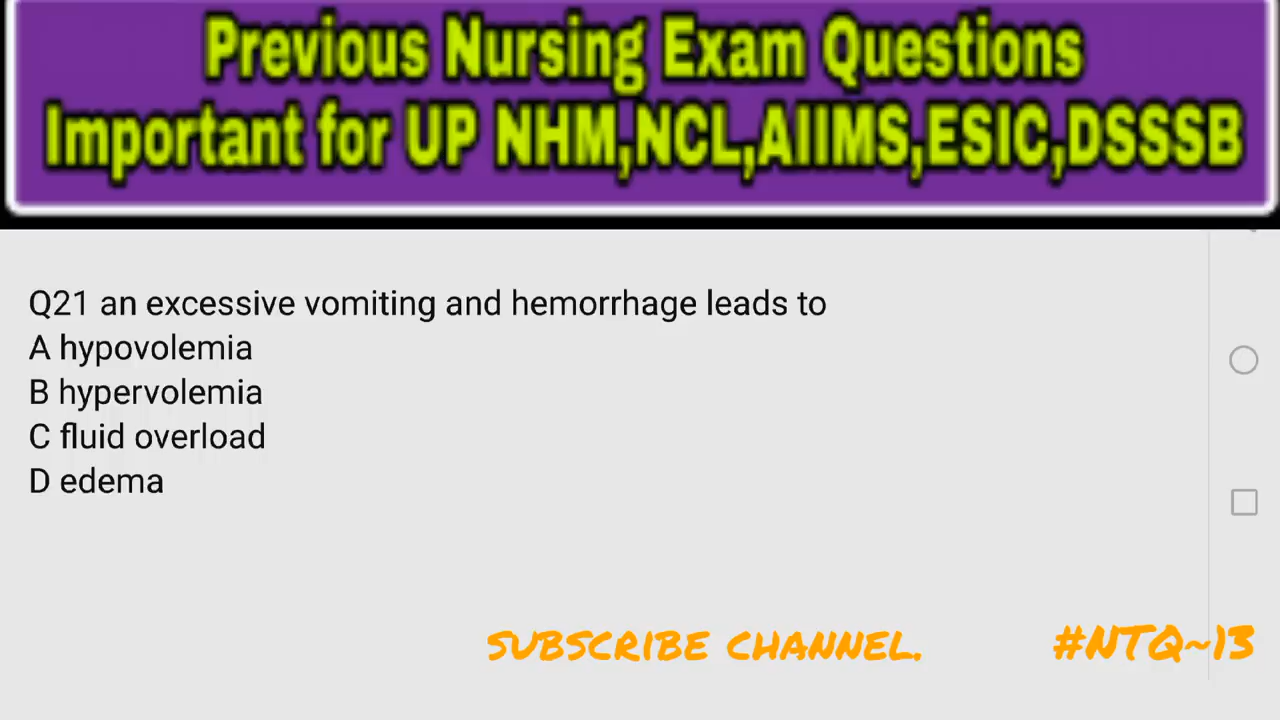 Previous Nursing Exam Questions
Important for UP NHM,NCL,AIIMS,ESIC,DSSSB
Q21 an excessive vomiting and hemorrhage leads to
A hypovolemia
B hypervolemia
C fluid overload
D edema
SUBSCRIBE CHANNEL. #NTQ~13